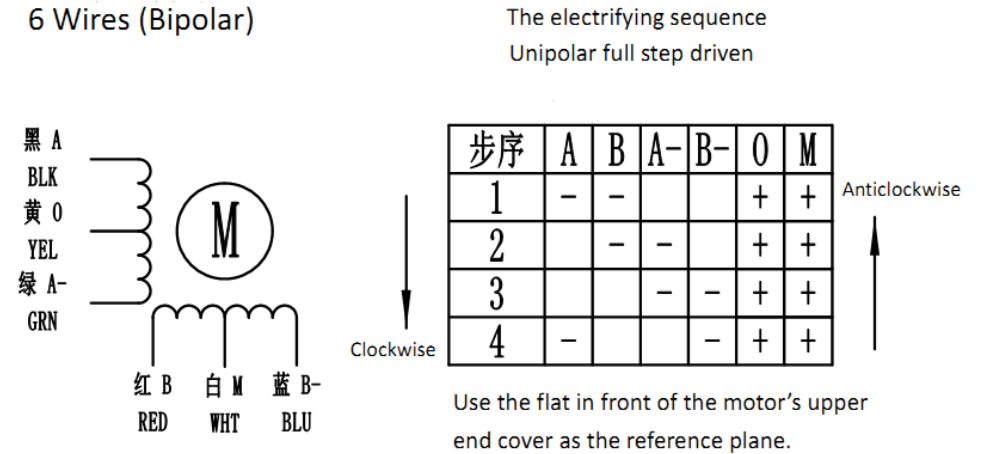 6 Wires (Bipolar)
The electrifying sequence
Unipolar full step driven
黑 A
BLK
黄 O
YEL
绿 A-
GRN
M
红 B 白 M 蓝 B-
RED WHT BLU
Clockwise
步序 A B A- B- O M
1 - - + +
2 - - + +
3 - - + +
4 - - + +
Anticlockwise
Use the flat in front of the motor's upper
end cover as the reference plane.